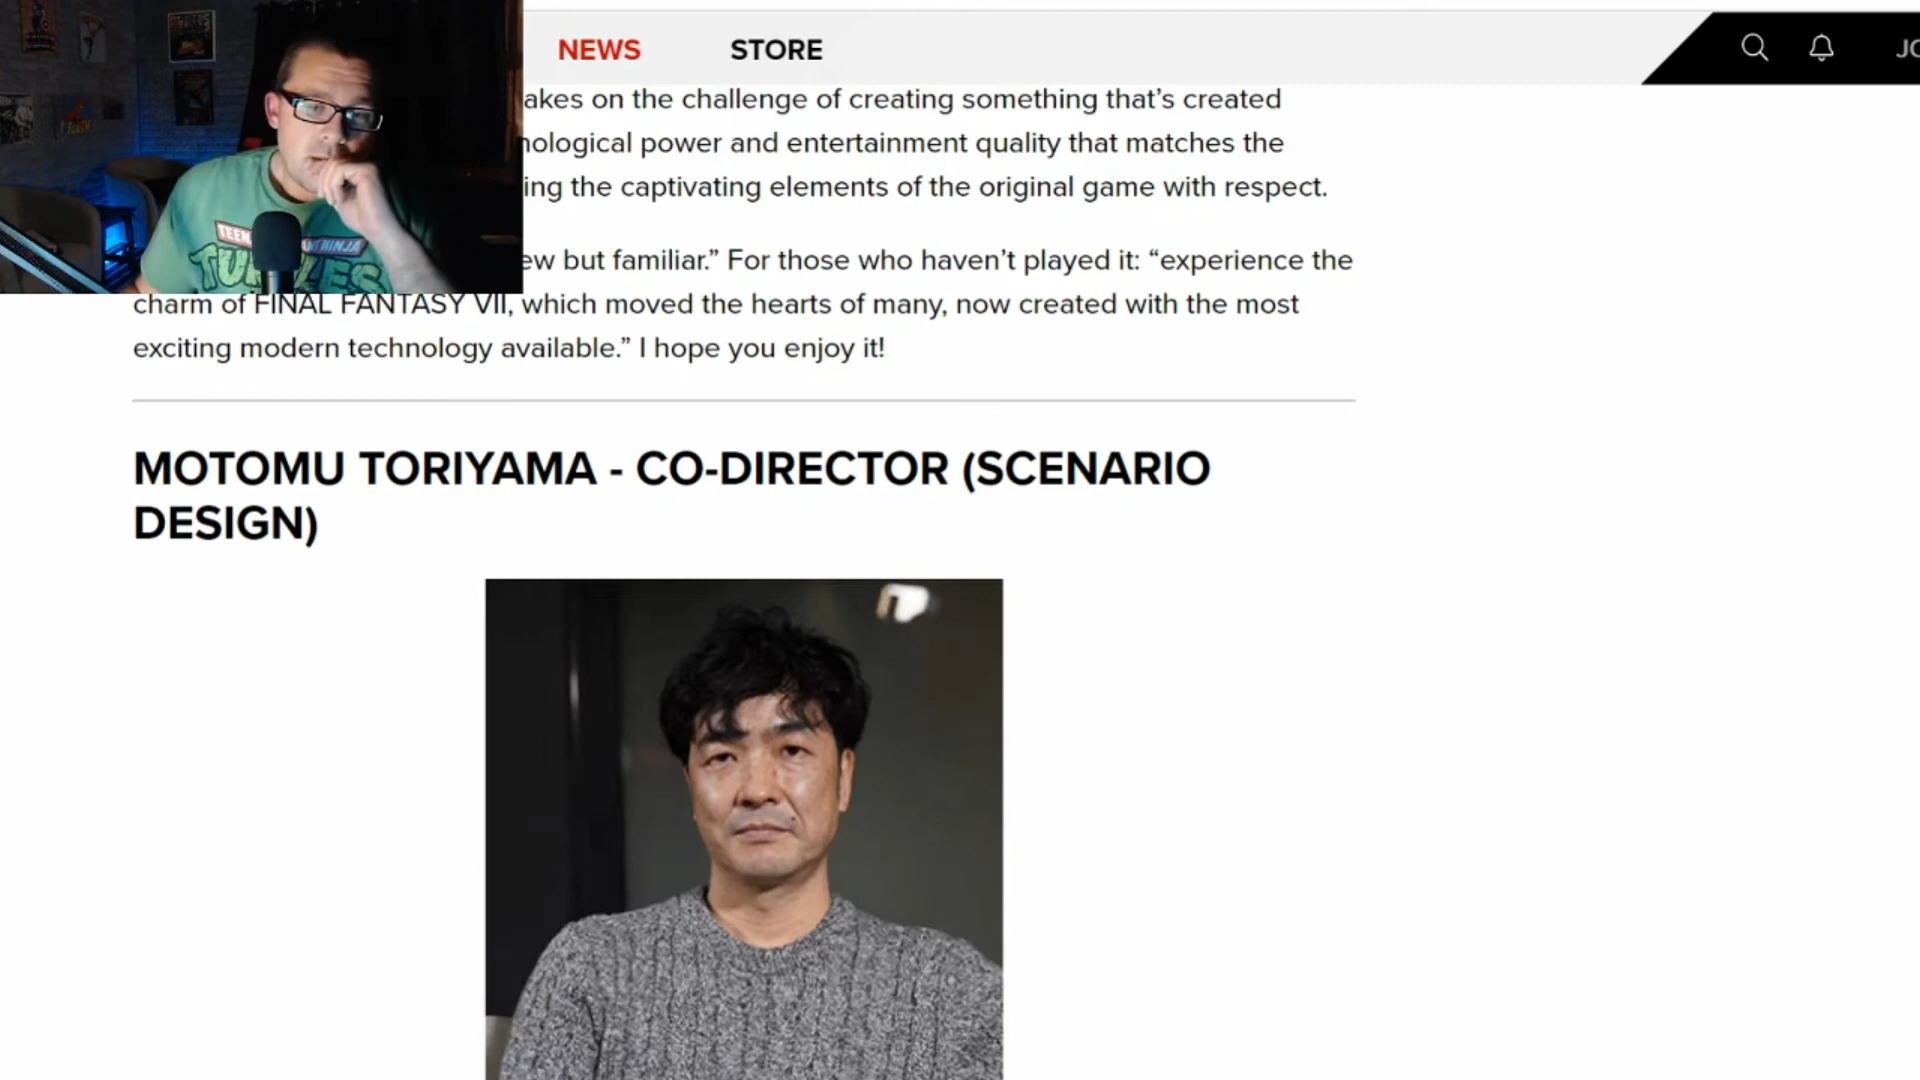 NEWS STORE JO
akes on the challenge of creating something that’s created
nological power and entertainment quality that matches the
ing the captivating elements of the original game with respect.
ew but familiar.” For those who haven’t played it: “experience the
charm of FINAL FANTASY VII, which moved the hearts of many, now created with the most
exciting modern technology available.” I hope you enjoy it!
MOTOMU TORIYAMA - CO-DIRECTOR (SCENARIO
DESIGN)